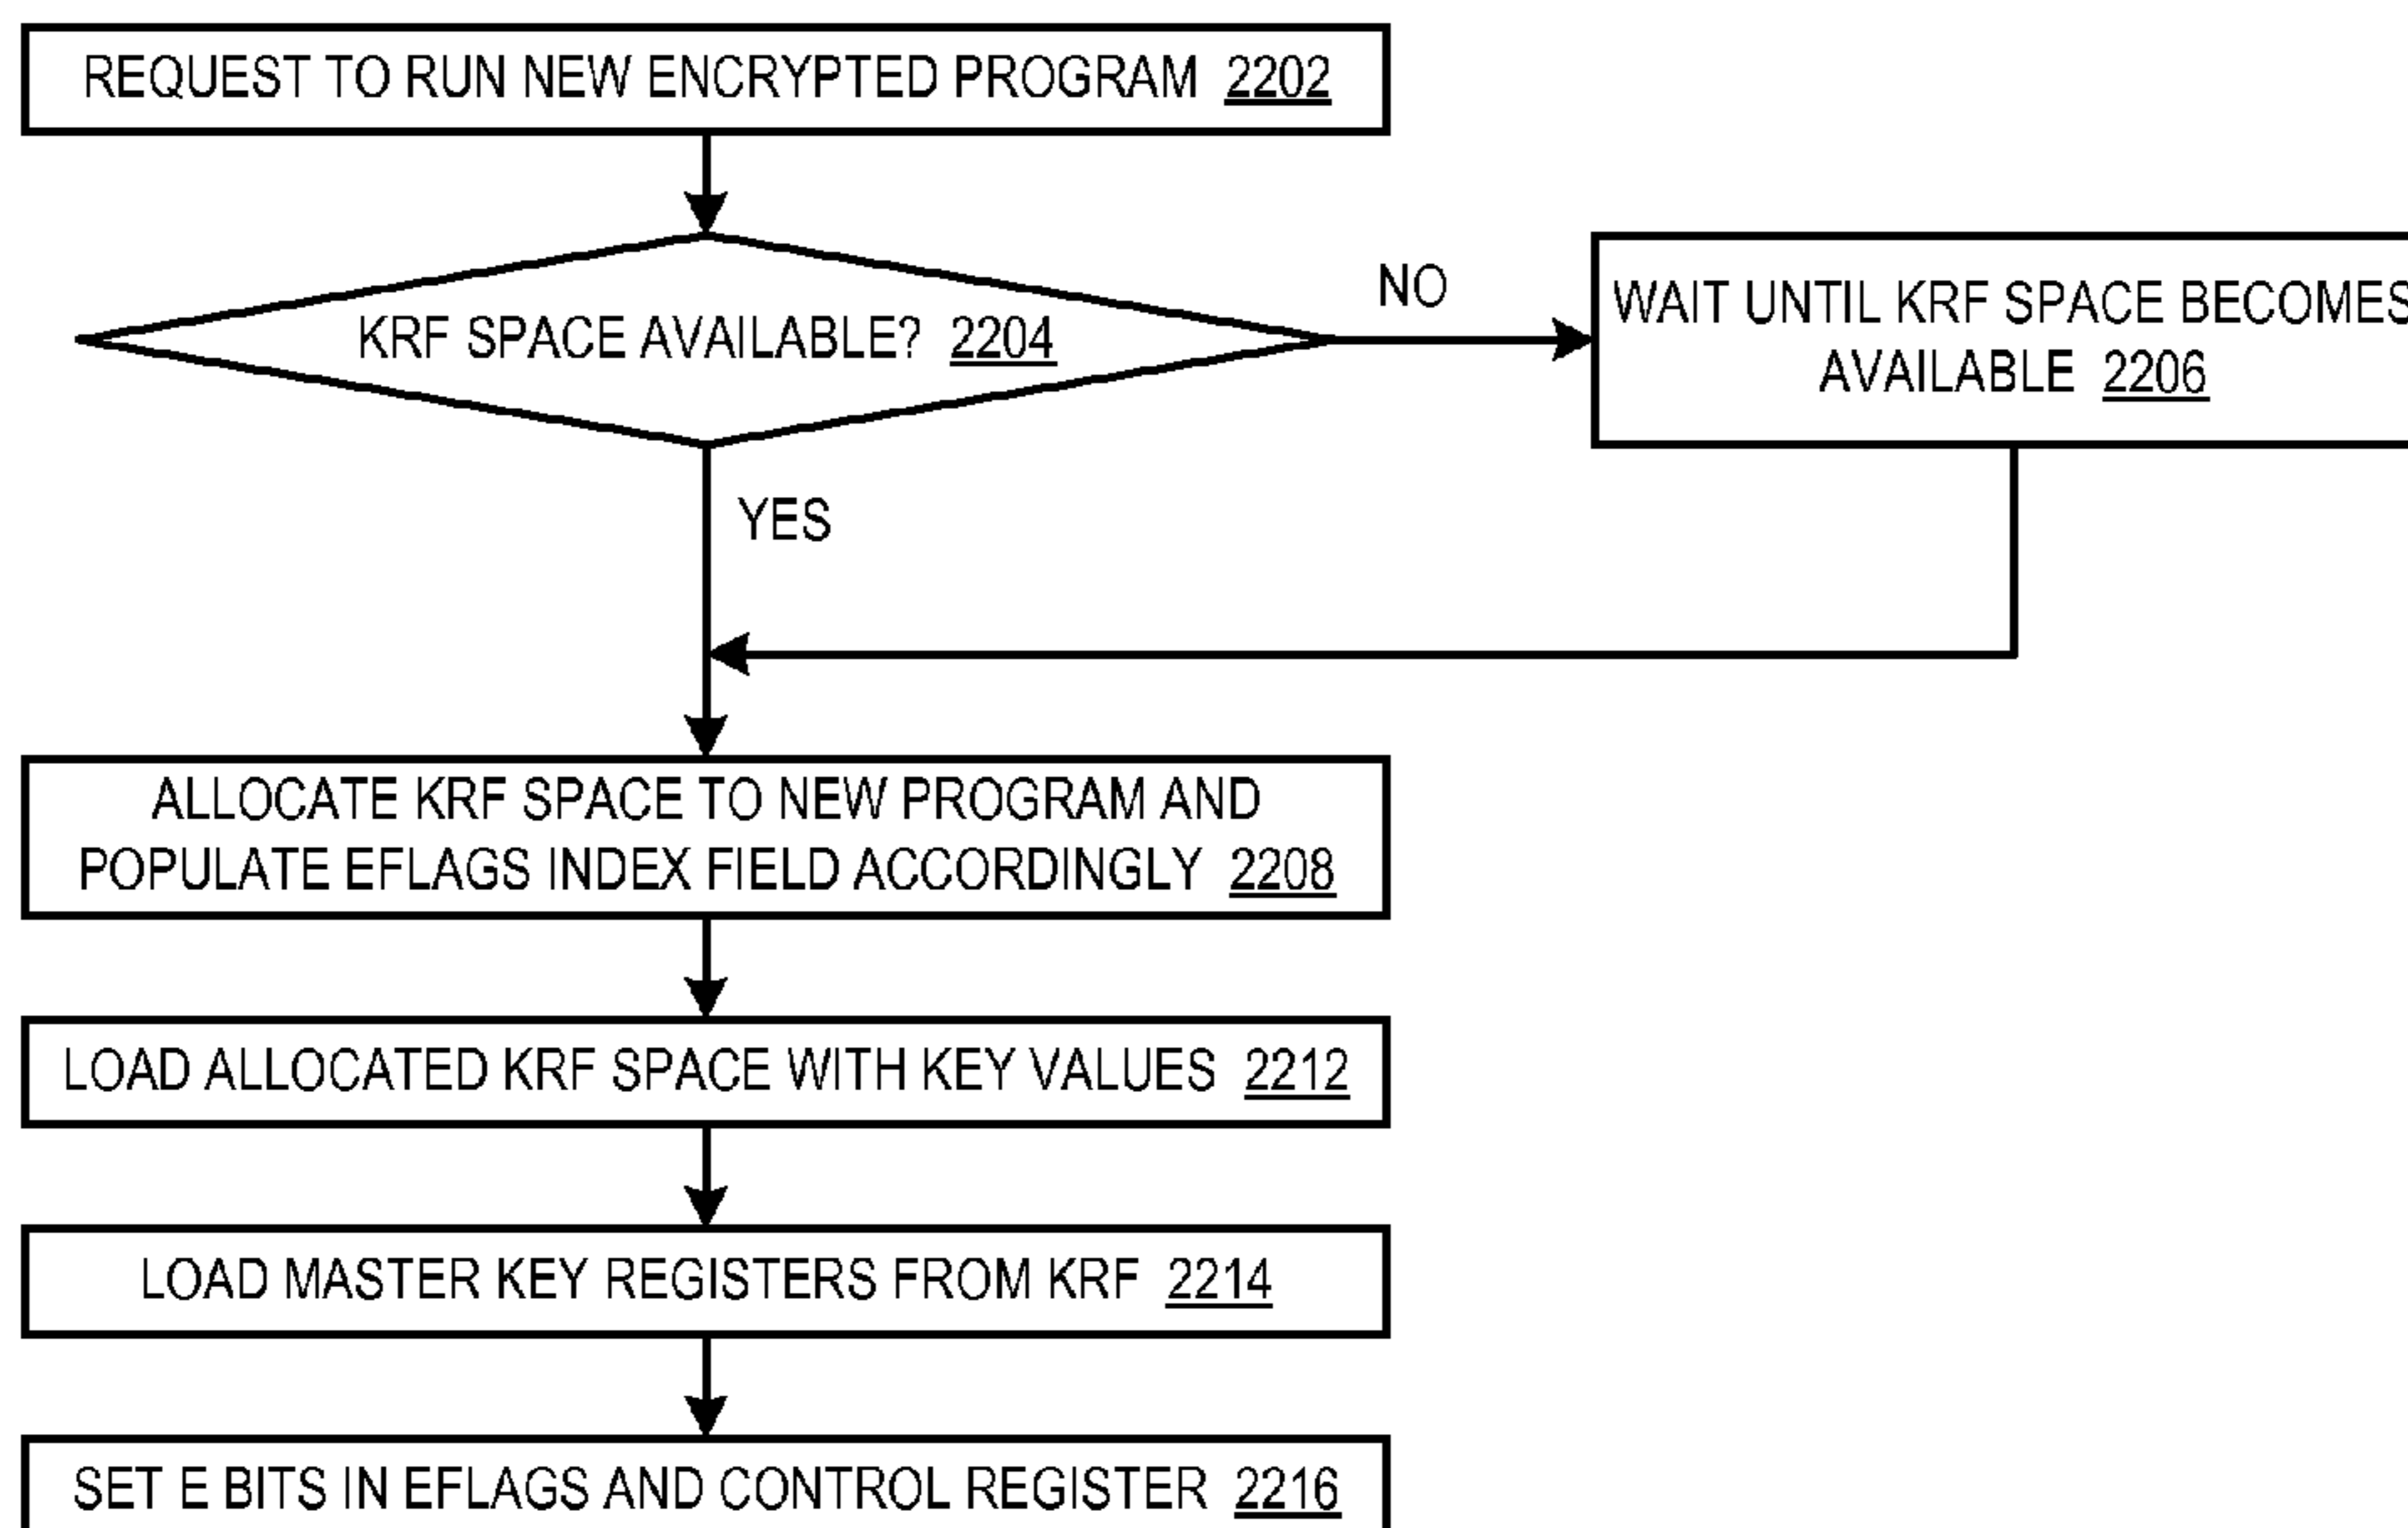 REQUEST TO RUN NEW ENCRYPTED PROGRAM 2202
KRF SPACE AVAILABLE? 2204
NO
WAIT UNTIL KRF SPACE BECOMES
AVAILABLE 2206
YES
ALLOCATE KRF SPACE TO NEW PROGRAM AND
POPULATE EFLAGS INDEX FIELD ACCORDINGLY 2208
LOAD ALLOCATED KRF SPACE WITH KEY VALUES 2212
LOAD MASTER KEY REGISTERS FROM KRF 2214
SET E BITS IN EFLAGS AND CONTROL REGISTER 2216